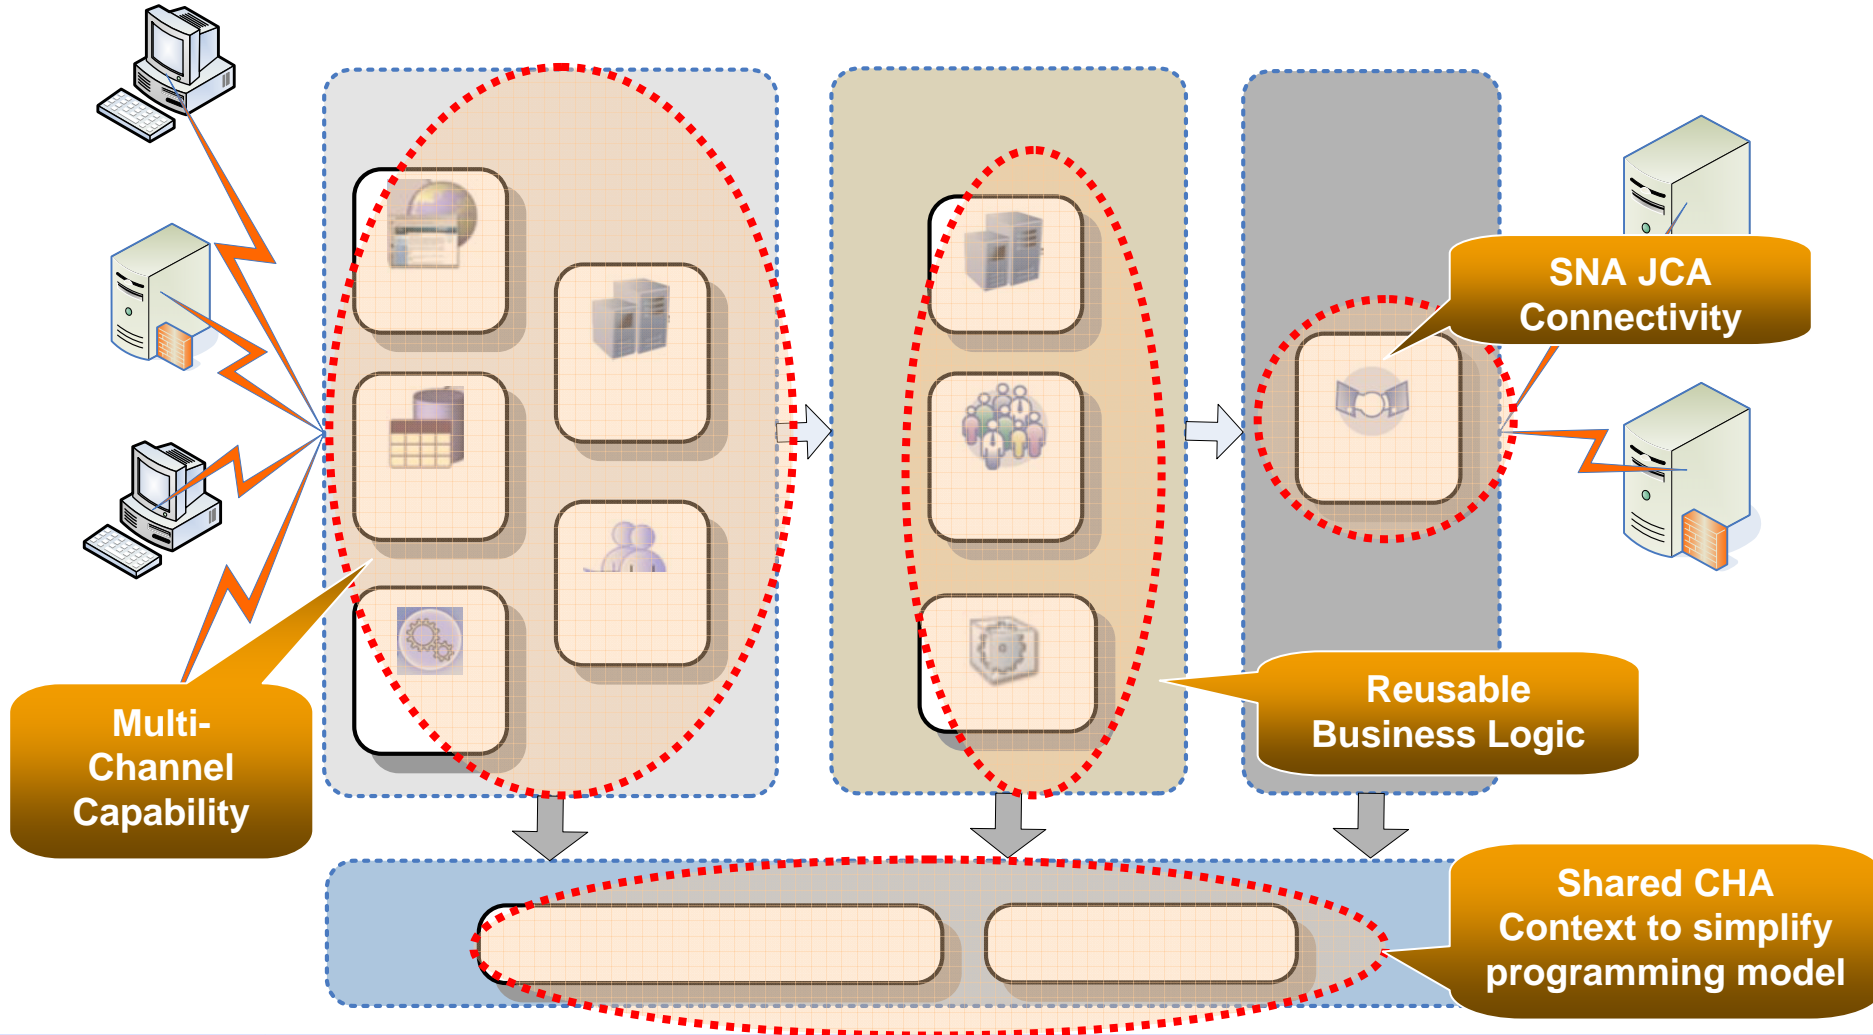 SNA JCA
Connectivity
Reusable
Business Logic
Multi-
Channel
Capability
Shared CHA
Context to simplify
programming model